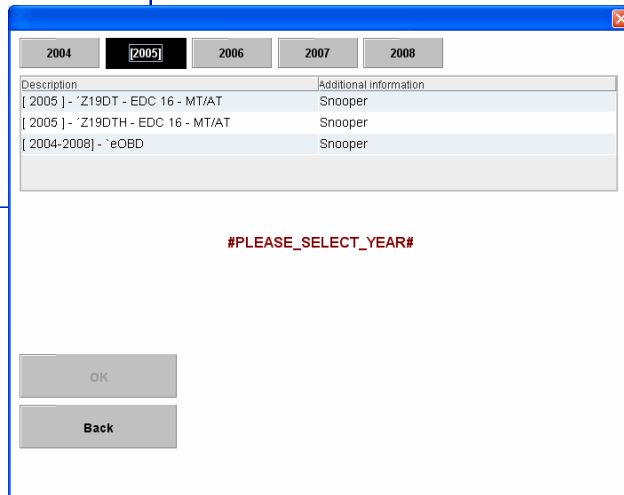 2004 [2005] 2006 2007 2008
Description Additional information
[ 2005 ] - ´Z19DT - EDC 16 - MT/AT Snooper
[ 2005 ] - ´Z19DTH - EDC 16 - MT/AT Snooper
[ 2004-2008] - `eOBD Snooper
#PLEASE_SELECT_YEAR#
OK
Back